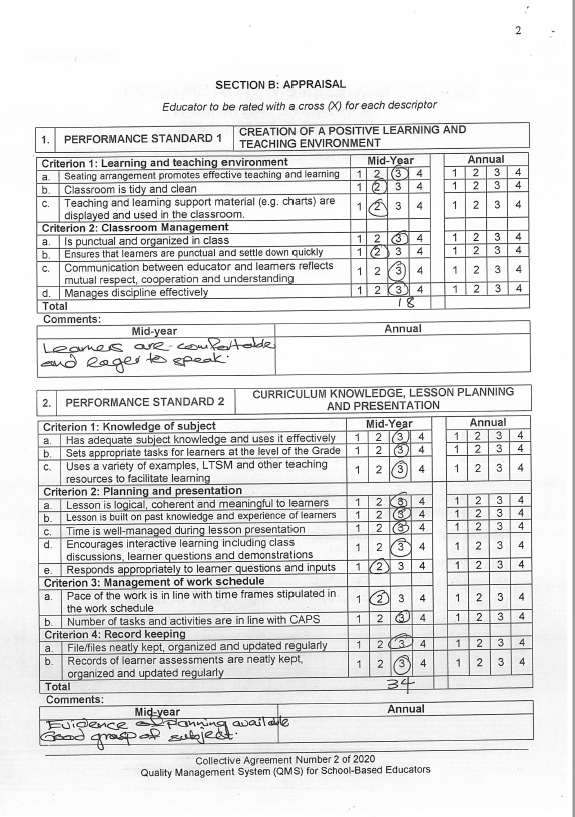 2
SECTION B: APPRAISAL
Educator to be rated with a cross (X) for each descriptor
1. PERFORMANCE STANDARD 1 CREATION OF A POSITIVE LEARNING AND
TEACHING ENVIRONMENT
Criterion 1: Learning and teaching environment Mid-Year Annual
a. Seating arrangement promotes effective teaching and learning 1 2 3 4 1 2 3 4
b. Classroom is tidy and clean 1 2 3 4 1 2 3 4
c. Teaching and learning support material (e.g. charts) are
displayed and used in the classroom. 1 2 3 4 1 2 3 4
Criterion 2: Classroom Management
a. Is punctual and organized in class 1 2 3 4 1 2 3 4
b. Ensures that learners are punctual and settle down quickly 1 2 3 4 1 2 3 4
c. Communication between educator and learners reflects
mutual respect, cooperation and understanding 1 2 3 4 1 2 3 4
d. Manages discipline effectively 1 2 3 4 1 2 3 4
Total 18
Comments:
Mid-year Annual
Learners are comfortable
and eager to speak.
2. PERFORMANCE STANDARD 2 CURRICULUM KNOWLEDGE, LESSON PLANNING
AND PRESENTATION
Criterion 1: Knowledge of subject Mid-Year Annual
a. Has adequate subject knowledge and uses it effectively 1 2 3 4 1 2 3 4
b. Sets appropriate tasks for learners at the level of the Grade 1 2 3 4 1 2 3 4
c. Uses a variety of examples, LTSM and other teaching
resources to facilitate learning 1 2 3 4 1 2 3 4
Criterion 2: Planning and presentation
a. Lesson is logical, coherent and meaningful to learners 1 2 3 4 1 2 3 4
b. Lesson is built on past knowledge and experience of learners 1 2 3 4 1 2 3 4
c. Time is well-managed during lesson presentation 1 2 3 4 1 2 3 4
d. Encourages interactive learning including class
discussions, learner questions and demonstrations 1 2 3 4 1 2 3 4
e. Responds appropriately to learner questions and inputs 1 2 3 4 1 2 3 4
Criterion 3: Management of work schedule
a. Pace of the work is in line with time frames stipulated in
the work schedule 1 2 3 4 1 2 3 4
b. Number of tasks and activities are in line with CAPS 1 2 3 4 1 2 3 4
Criterion 4: Record keeping
a. File/files neatly kept, organized and updated regularly 1 2 3 4 1 2 3 4
b. Records of learner assessments are neatly kept,
organized and updated regularly 1 2 3 4 1 2 3 4
Total 34
Comments:
Mid-year Annual
Evidence of planning available
Good grasp of subject.
Collective Agreement Number 2 of 2020
Quality Management System (QMS) for School-Based Educators